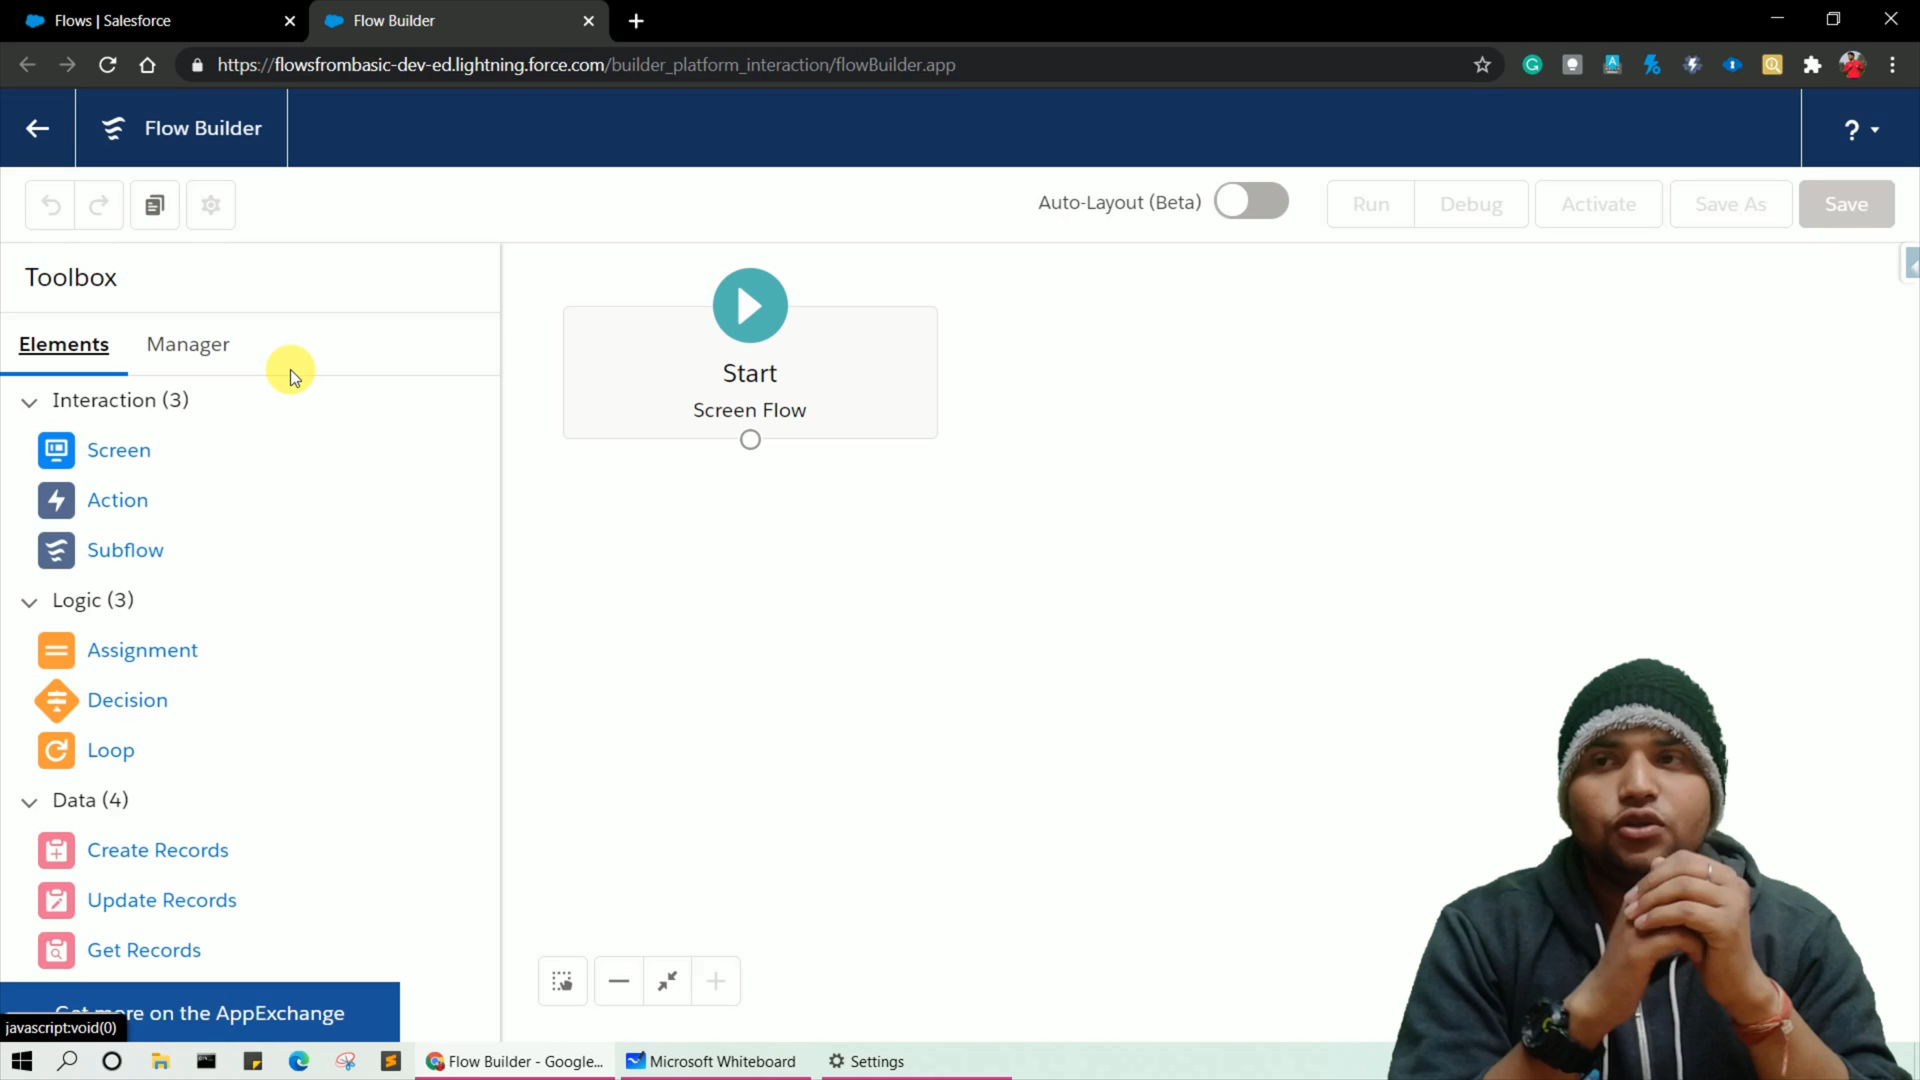 Flows | Salesforce
Flow Builder
https://flowsfrombasic-dev-ed.lightning.force.com/builder_platform_interaction/flowBuilder.app
Flow Builder
?
Auto-Layout (Beta)
Run
Debug
Activate
Save As
Save
Toolbox
Elements
Manager
Interaction (3)
Screen
Action
Subflow
Logic (3)
Assignment
Decision
Loop
Data (4)
Create Records
Update Records
Get Records
Get more on the AppExchange
javascript:void(0)
Start
Screen Flow
Flow Builder - Google...
Microsoft Whiteboard
Settings